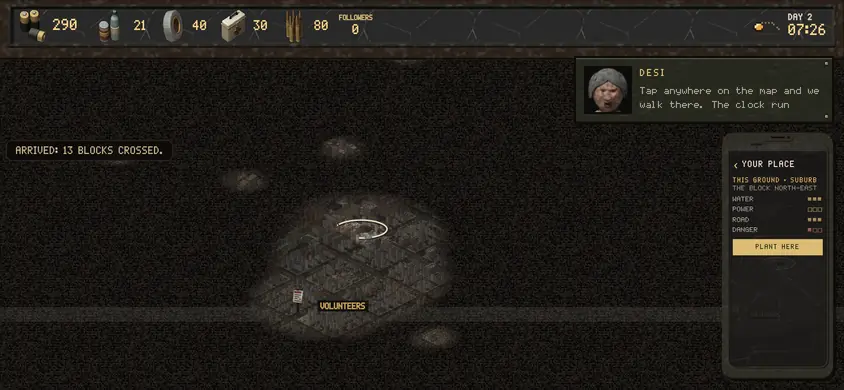 290
21
40
30
80
FOLLOWERS
0
DAY 2
07:26
DESI
Tap anywhere on the map and we
walk there. The clock run
ARRIVED: 13 BLOCKS CROSSED.
‹ YOUR PLACE
THIS GROUND · SUBURB
THE BLOCK NORTH-EAST
WATER
POWER
ROAD
DANGER
PLANT HERE
VOLUNTEERS